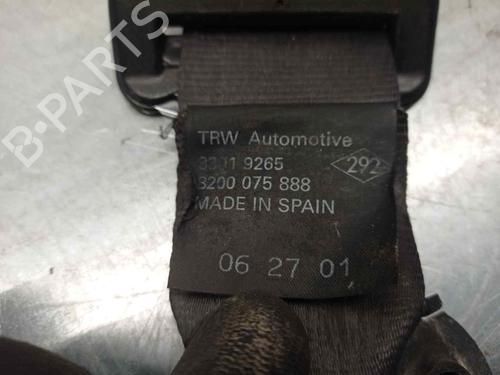 B-PARTS
TRW Automotive
3301 9265
292
8200 075 888
MADE IN SPAIN
06 27 01